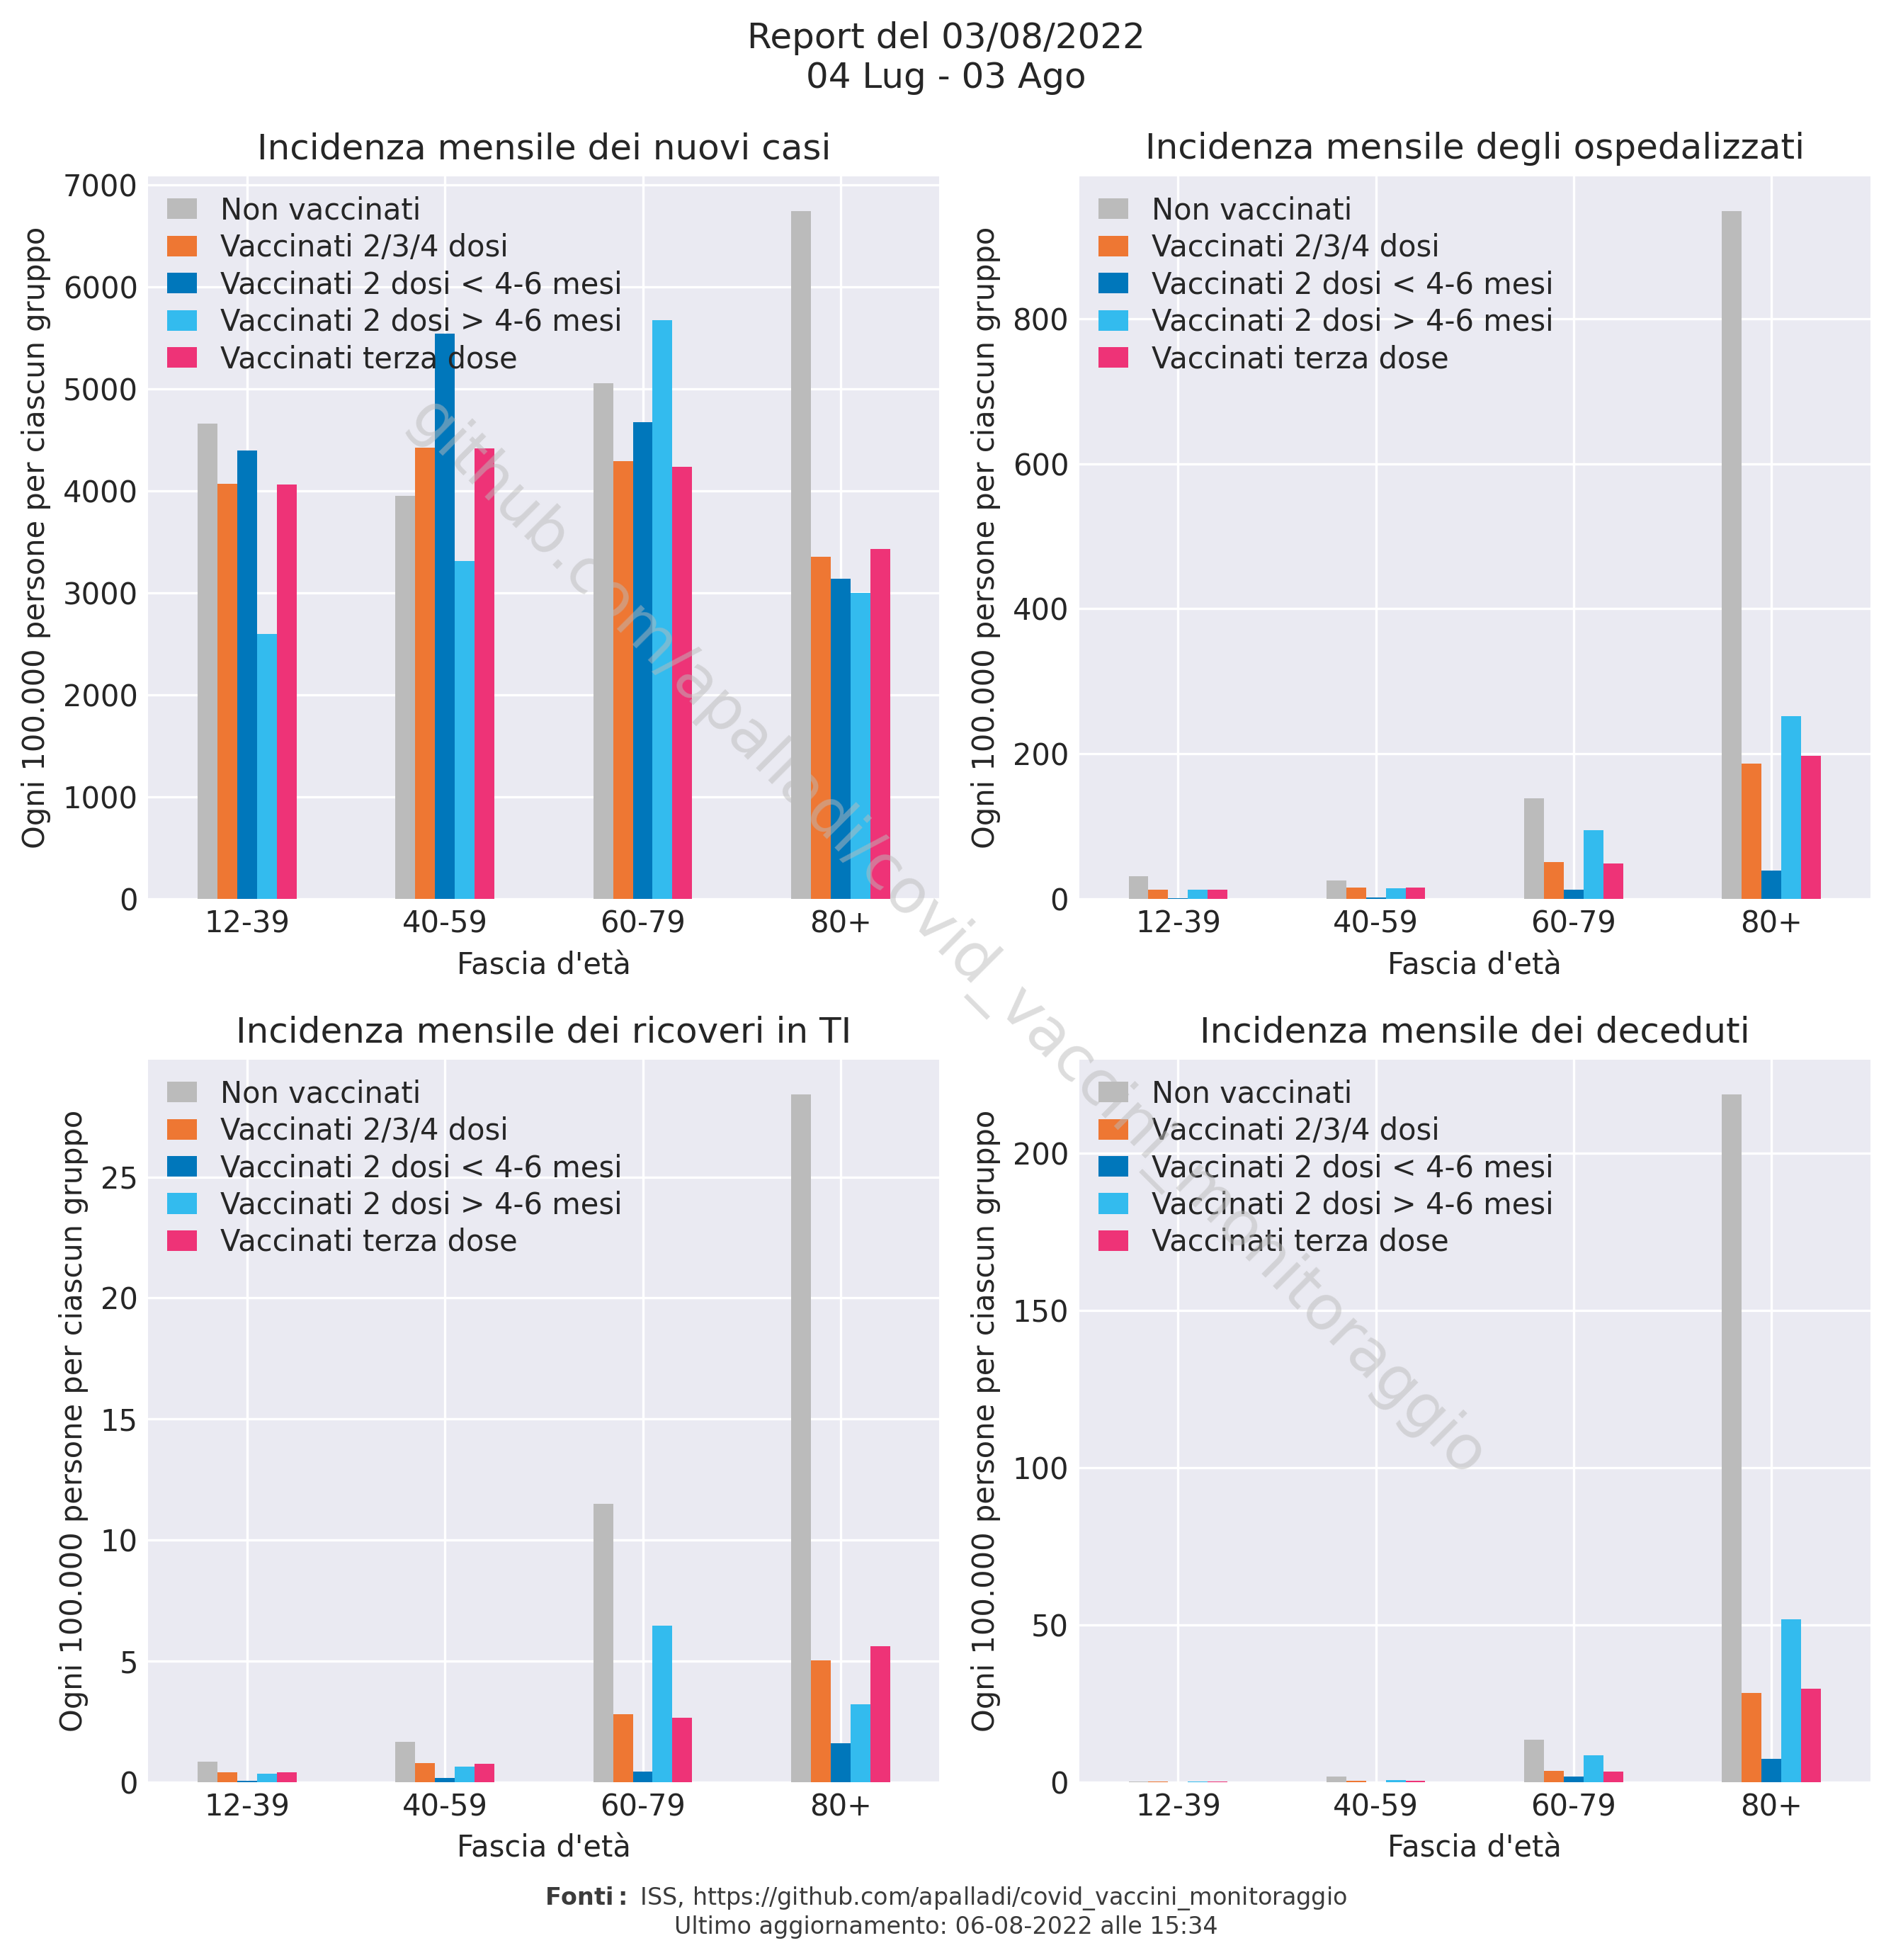 Report del 03/08/2022
04 Lug - 03 Ago
Incidenza mensile dei nuovi casi
Ogni 100.000 persone per ciascun gruppo
7000
6000
5000
4000
3000
2000
1000
0
Non vaccinati
Vaccinati 2/3/4 dosi
Vaccinati 2 dosi < 4-6 mesi
Vaccinati 2 dosi > 4-6 mesi
Vaccinati terza dose
12-39 40-59 60-79 80+
Fascia d'età
Incidenza mensile degli ospedalizzati
Ogni 100.000 persone per ciascun gruppo
800
600
400
200
0
Non vaccinati
Vaccinati 2/3/4 dosi
Vaccinati 2 dosi < 4-6 mesi
Vaccinati 2 dosi > 4-6 mesi
Vaccinati terza dose
12-39 40-59 60-79 80+
Fascia d'età
Incidenza mensile dei ricoveri in TI
Ogni 100.000 persone per ciascun gruppo
25
20
15
10
5
0
Non vaccinati
Vaccinati 2/3/4 dosi
Vaccinati 2 dosi < 4-6 mesi
Vaccinati 2 dosi > 4-6 mesi
Vaccinati terza dose
12-39 40-59 60-79 80+
Fascia d'età
Incidenza mensile dei deceduti
Ogni 100.000 persone per ciascun gruppo
200
150
100
50
0
Non vaccinati
Vaccinati 2/3/4 dosi
Vaccinati 2 dosi < 4-6 mesi
Vaccinati 2 dosi > 4-6 mesi
Vaccinati terza dose
12-39 40-59 60-79 80+
Fascia d'età
github.com/apalladi/covid_vaccini_monitoraggio
Fonti: ISS, https://github.com/apalladi/covid_vaccini_monitoraggio
Ultimo aggiornamento: 06-08-2022 alle 15:34